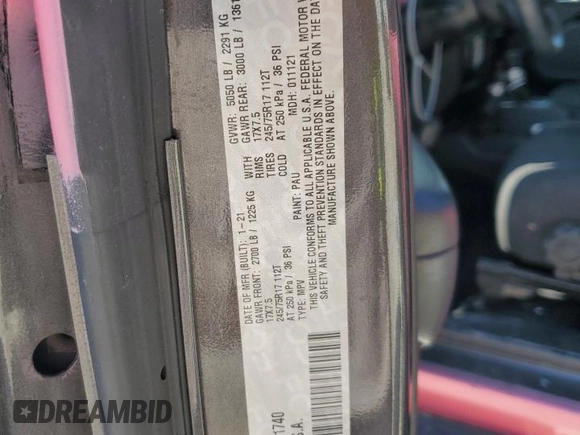 DATE OF MFR (BUILT): 1-21 GVWR: 5050 LB / 2291 KG
GAWR FRONT: 2700 LB / 1225 KG WITH GAWR REAR: 3000 LB / 1361
17X7.5 RIMS 17X7.5
245/75R17 112T TIRES 245/75R17 112T
AT 250 kPa / 36 PSI COLD AT 250 kPa / 36 PSI
TYPE: MPV PAINT: PAU MDH: 011121
THIS VEHICLE CONFORMS TO ALL APPLICABLE U.S.A. FEDERAL MOTOR
SAFETY AND THEFT PREVENTION STANDARDS IN EFFECT ON THE DA
MANUFACTURE SHOWN ABOVE.
1740
S.A.
DREAMBID